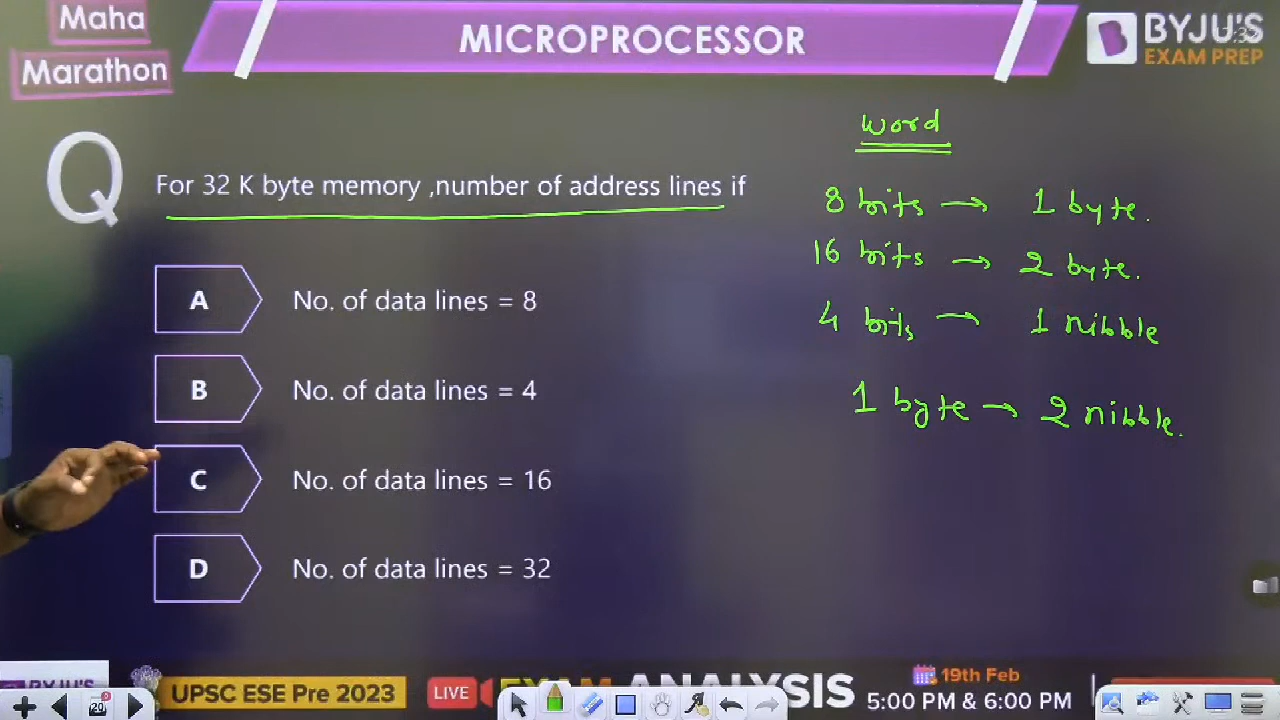 Maha
Marathon
MICROPROCESSOR
BYJU'S
EXAM PREP
Q
For 32 K byte memory ,number of address lines if
A No. of data lines = 8
B No. of data lines = 4
C No. of data lines = 16
D No. of data lines = 32
Word
8 bits → 1 byte.
16 bits → 2 byte.
4 bits → 1 nibble
1 byte → 2 nibble.
UPSC ESE Pre 2023
LIVE
ANALYSIS
19th Feb
5:00 PM & 6:00 PM
20